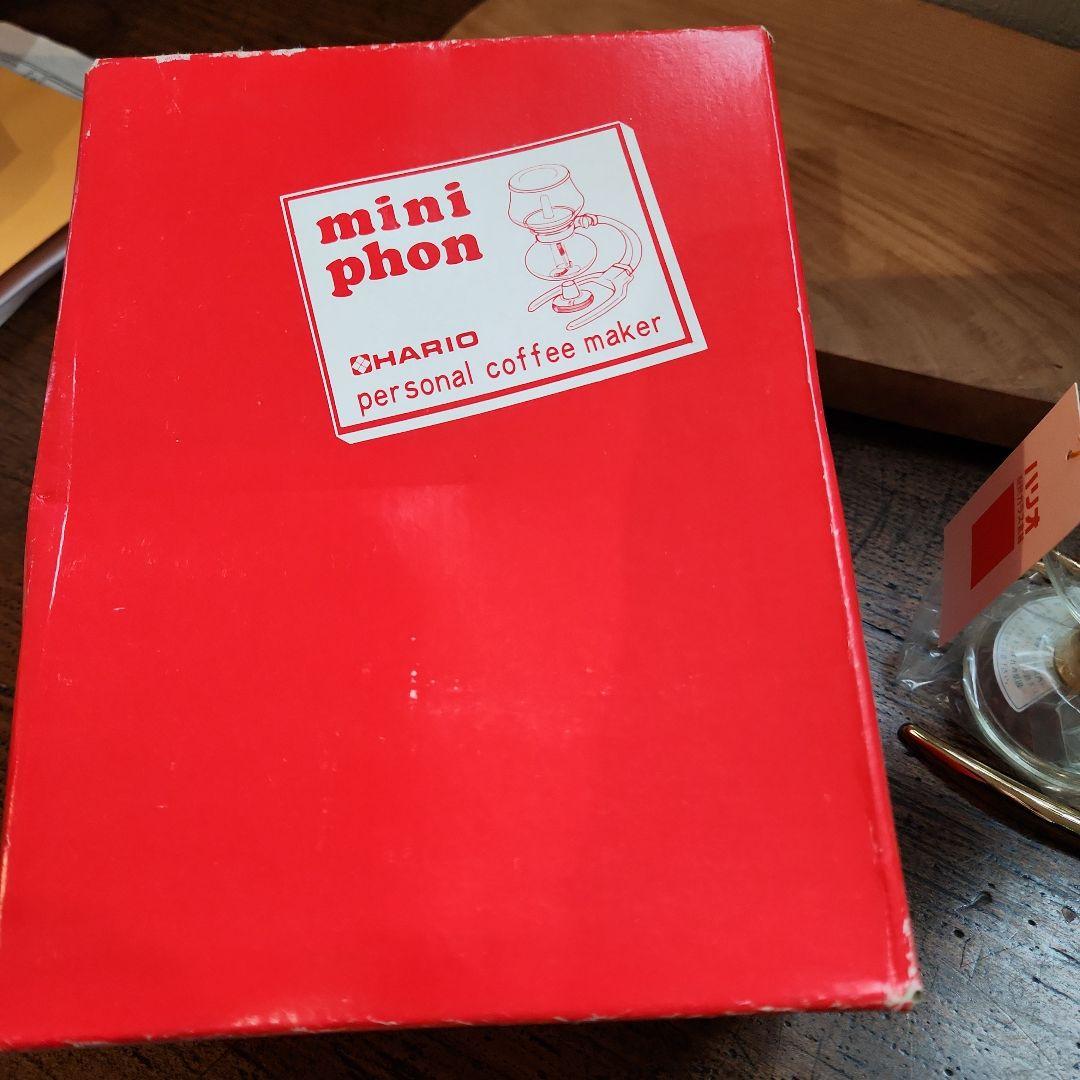 mini
phon
HARIO
personal coffee maker
ハリオ